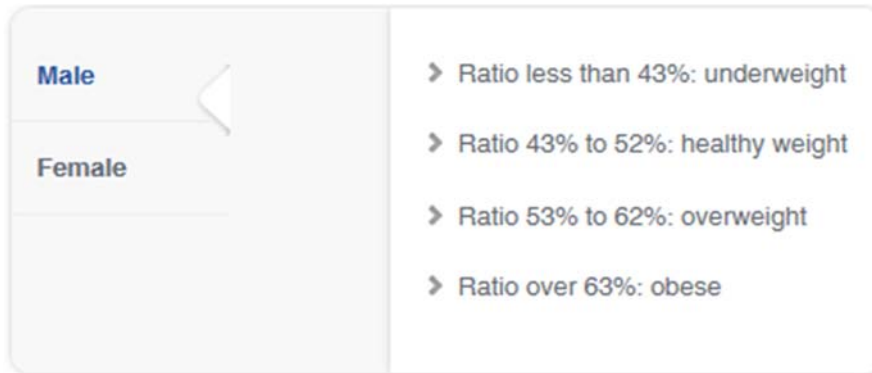 Male
Female
Ratio less than 43%: underweight
Ratio 43% to 52%: healthy weight
Ratio 53% to 62%: overweight
Ratio over 63%: obese